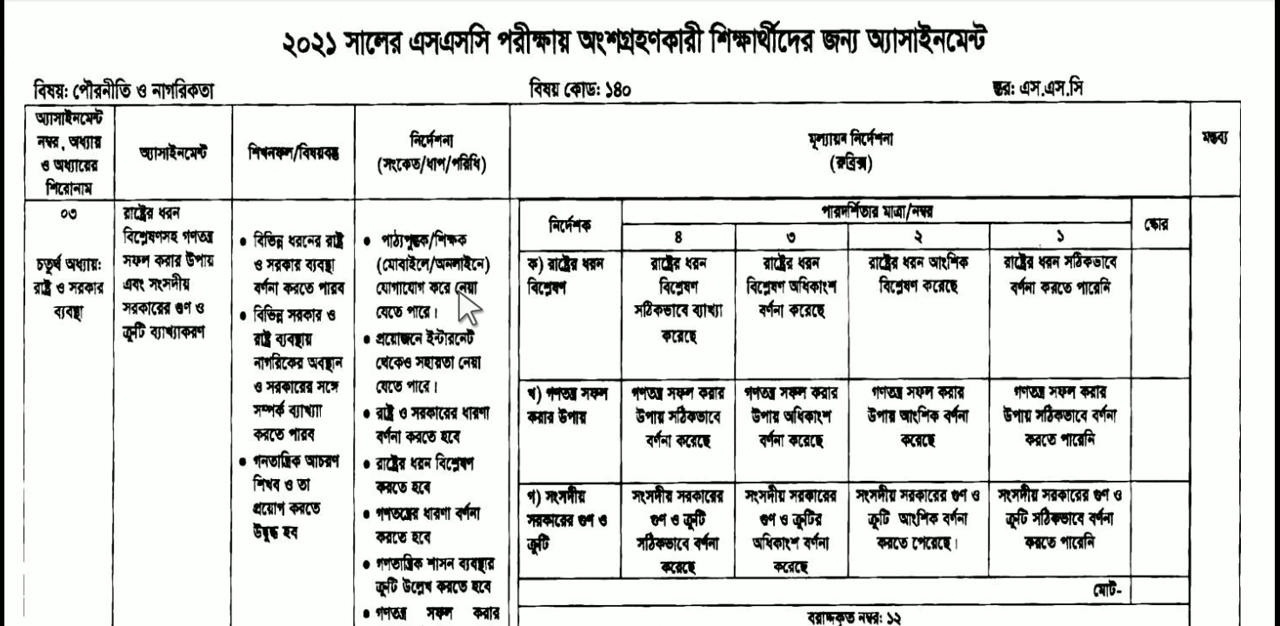 ২০২১ সালের এসএসসি পরীক্ষায় অংশগ্রহণকারী শিক্ষার্থীদের জন্য অ্যাসাইনমেন্ট
বিষয়: পৌরনীতি ও নাগরিকতা
বিষয় কোড: ১৪০
স্তর: এস.এস.সি
অ্যাসাইনমেন্ট
নম্বর, অধ্যায়
ও অধ্যায়ের
শিরোনাম
অ্যাসাইনমেন্ট
শিখনফল/বিষয়বস্তু
নির্দেশনা
(সংকেত/ধাপ/পরিধি)
মূল্যায়ন নির্দেশনা
(রুব্রিক্স)
মন্তব্য
০৩
চতুর্থ অধ্যায়:
রাষ্ট্র ও সরকার
ব্যবস্থা
রাষ্ট্রের ধরন
বিশ্লেষণসহ গণতন্ত্র
সফল করার উপায়
এবং সংসদীয়
সরকারের গুণ ও
ত্রুটি ব্যাখ্যাকরণ
• বিভিন্ন ধরনের রাষ্ট্র
ও সরকার ব্যবস্থা
বর্ণনা করতে পারব
• বিভিন্ন সরকার ও
রাষ্ট্র ব্যবস্থায়
নাগরিকের অবস্থান
ও সরকারের সঙ্গে
সম্পর্ক ব্যাখ্যা
করতে পারব
• গনতান্ত্রিক আচরণ
শিখব ও তা
প্রয়োগ করতে
উদ্বুদ্ধ হব
• পাঠ্যপুস্তক/শিক্ষক
(মোবাইলে/অনলাইনে)
যোগাযোগ করে নেয়া
যেতে পারে।
• প্রয়োজনে ইন্টারনেট
থেকেও সহায়তা নেয়া
যেতে পারে।
• রাষ্ট্র ও সরকারের ধারণা
বর্ণনা করতে হবে
• রাষ্ট্রের ধরন বিশ্লেষণ
করতে হবে
• গণতন্ত্রের ধারণা বর্ণনা
করতে হবে
• গণতান্ত্রিক শাসন ব্যবস্থার
ত্রুটি উল্লেখ করতে হবে
• গণতন্ত্র সফল করার
নির্দেশক
পারদর্শিতার মাত্রা/নম্বর
স্কোর
৪
৩
২
১
ক) রাষ্ট্রের ধরন
বিশ্লেষণ
রাষ্ট্রের ধরন
বিশ্লেষণ
সঠিকভাবে ব্যাখ্যা
করেছে
রাষ্ট্রের ধরন
বিশ্লেষণ অধিকাংশ
বর্ণনা করেছে
রাষ্ট্রের ধরন আংশিক
বিশ্লেষণ করেছে
রাষ্ট্রের ধরন সঠিকভাবে
বর্ণনা করতে পারেনি
খ) গণতন্ত্র সফল
করার উপায়
গণতন্ত্র সফল করার
উপায় সঠিকভাবে
বর্ণনা করেছে
গণতন্ত্র সফল করার
উপায় অধিকাংশ
বর্ণনা করেছে
গণতন্ত্র সফল করার
উপায় আংশিক বর্ণনা
করেছে
গণতন্ত্র সফল করার
উপায় সঠিকভাবে বর্ণনা
করতে পারেনি
গ) সংসদীয়
সরকারের গুণ ও
ত্রুটি
সংসদীয় সরকারের
গুণ ও ত্রুটি
সঠিকভাবে বর্ণনা
করেছে
সংসদীয় সরকারের
গুণ ও ত্রুটির
অধিকাংশ বর্ণনা
করেছে
সংসদীয় সরকারের গুণ ও
ত্রুটি আংশিক বর্ণনা
করতে পেরেছে।
সংসদীয় সরকারের গুণ ও
ত্রুটি সঠিকভাবে বর্ণনা
করতে পারেনি
মোট-
বরাদ্দকৃত নম্বর: ১২